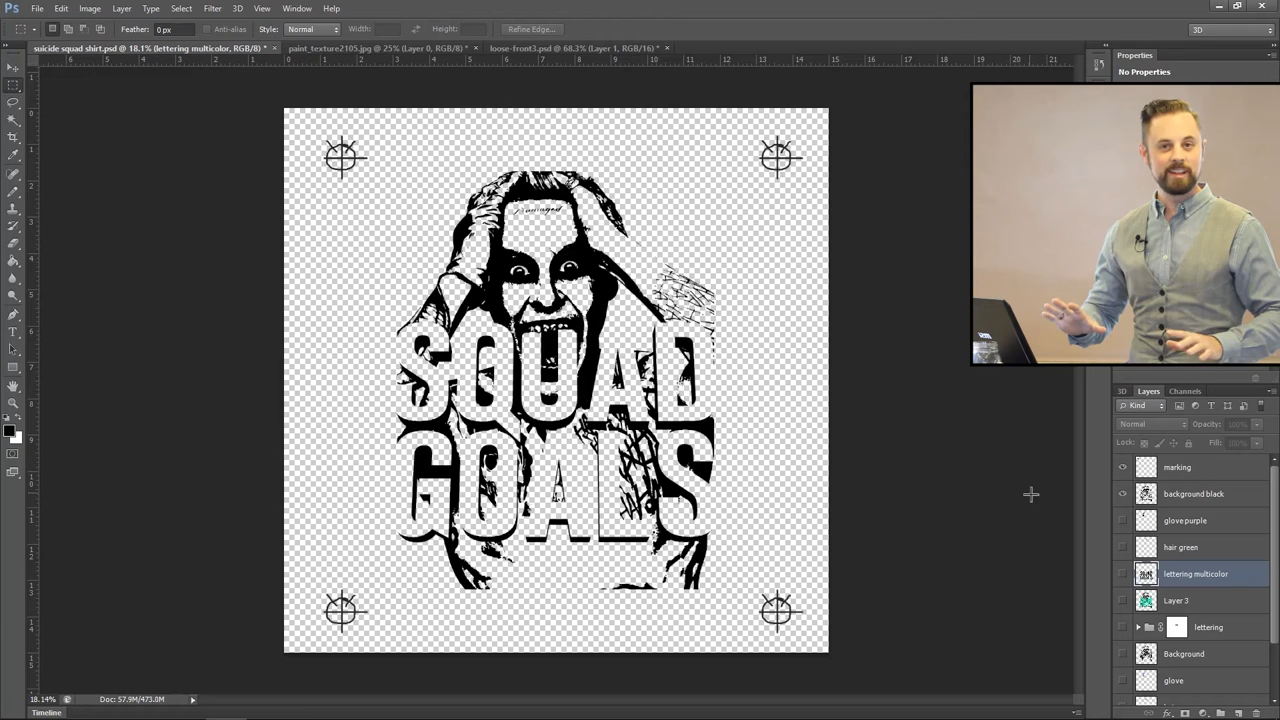 Ps File Edit Image Layer Type Select Filter 3D View Window Help
Feather: 0 px Anti-alias Style: Normal Width: Height: Refine Edge... 3D
suicide squad shirt.psd @ 18.1% (lettering multicolor, RGB/8) * × paint_texture2105.jpg @ 25% (Layer 0, RGB/8) * × loose-front3.psd @ 68.3% (Layer 1, RGB/16) * ×
Properties
No Properties
SQUAD
GOALS
3D Layers Channels
Kind
Normal Opacity: 100%
Lock: Fill: 100%
marking
background black
glove purple
hair green
lettering multicolor
Layer 3
lettering
Background
glove
18.14% Doc: 57.9M/473.0M
Timeline